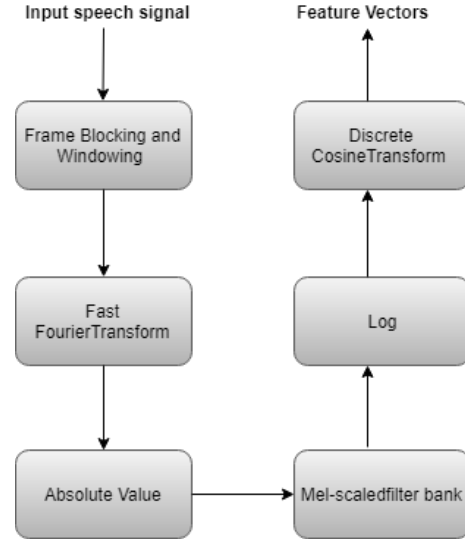 Input speech signal
Frame Blocking and
Windowing
Fast
FourierTransform
Absolute Value
Mel-scaledfilter bank
Log
Discrete
CosineTransform
Feature Vectors